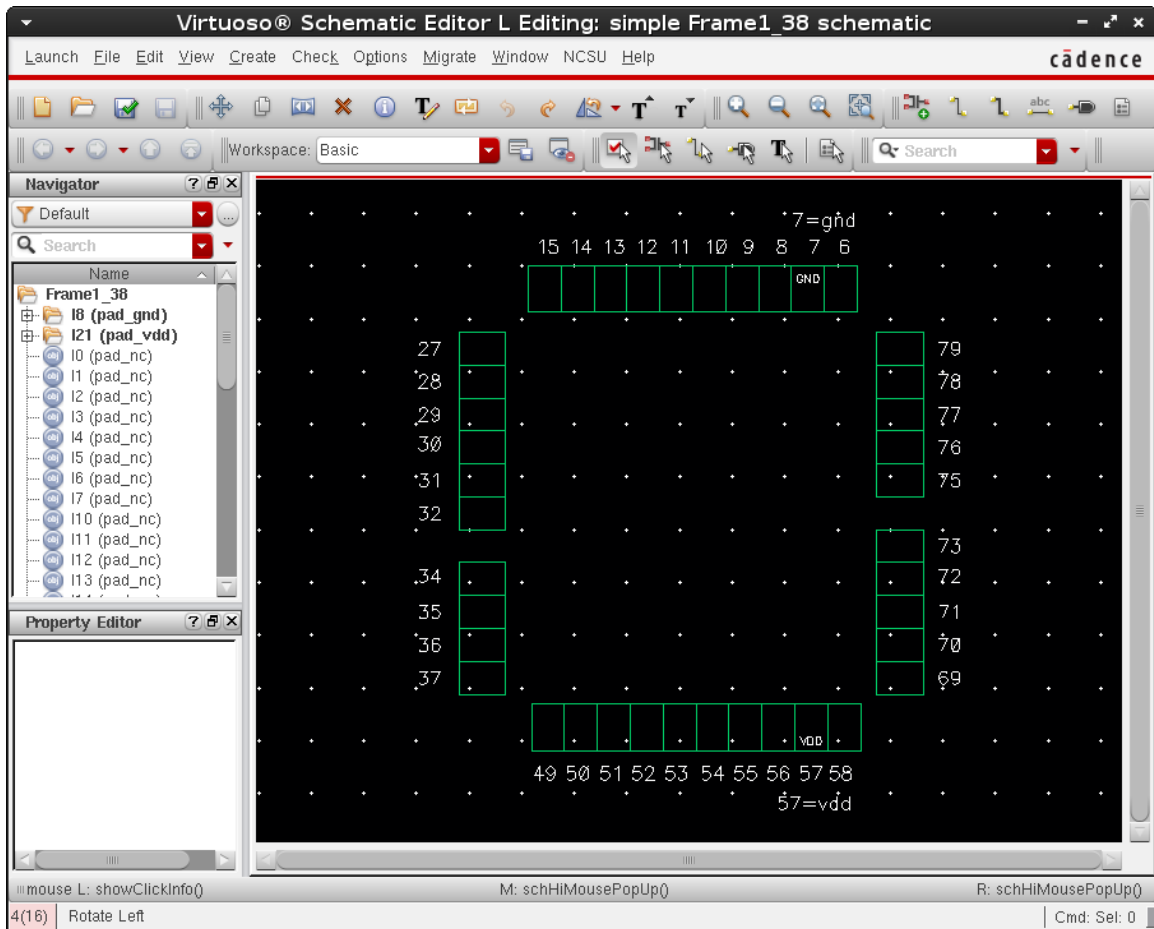 Virtuoso® Schematic Editor L Editing: simple Frame1_38 schematic
Launch File Edit View Create Check Options Migrate Window NCSU Help
cādence
abc
Workspace: Basic
Search
Navigator
Default
Search
Name
Frame1_38
I8 (pad_gnd)
I21 (pad_vdd)
I0 (pad_nc)
I1 (pad_nc)
I2 (pad_nc)
I3 (pad_nc)
I4 (pad_nc)
I5 (pad_nc)
I6 (pad_nc)
I7 (pad_nc)
I10 (pad_nc)
I11 (pad_nc)
I12 (pad_nc)
I13 (pad_nc)
Property Editor
7=gnd
15 14 13 12 11 10 9 8 7 6
GND
27
28
29
30
31
32
34
35
36
37
79
78
77
76
75
73
72
71
70
69
VDD
49 50 51 52 53 54 55 56 57 58
57=vdd
mouse L: showClickInfo() M: schHiMousePopUp() R: schHiMousePopUp()
4(16) Rotate Left Cmd: Sel: 0